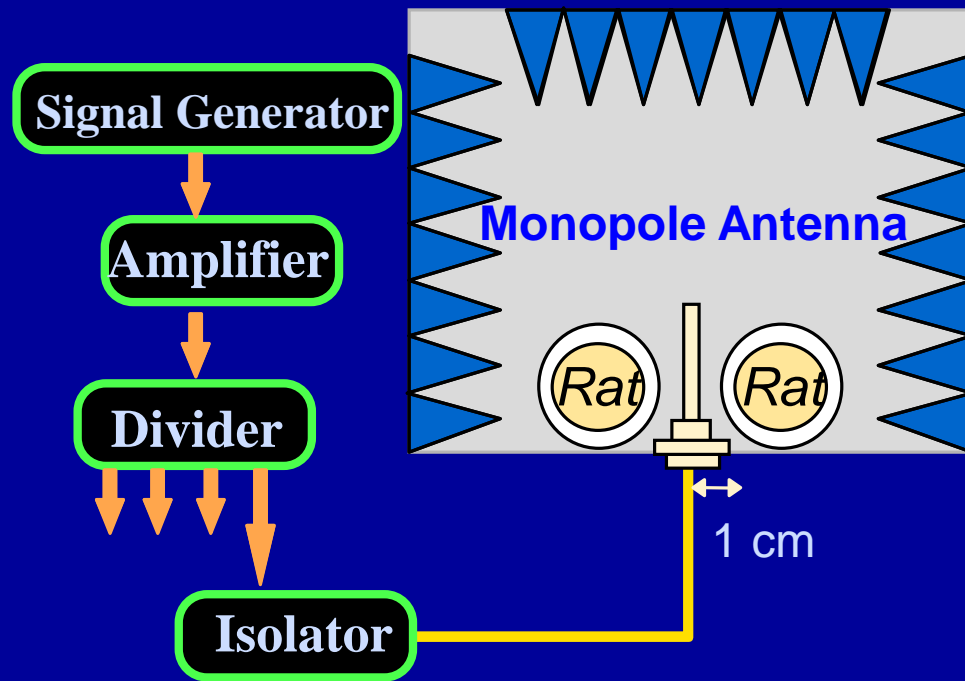 Signal Generator
Amplifier
Divider
Isolator
Monopole Antenna
Rat
Rat
1 cm